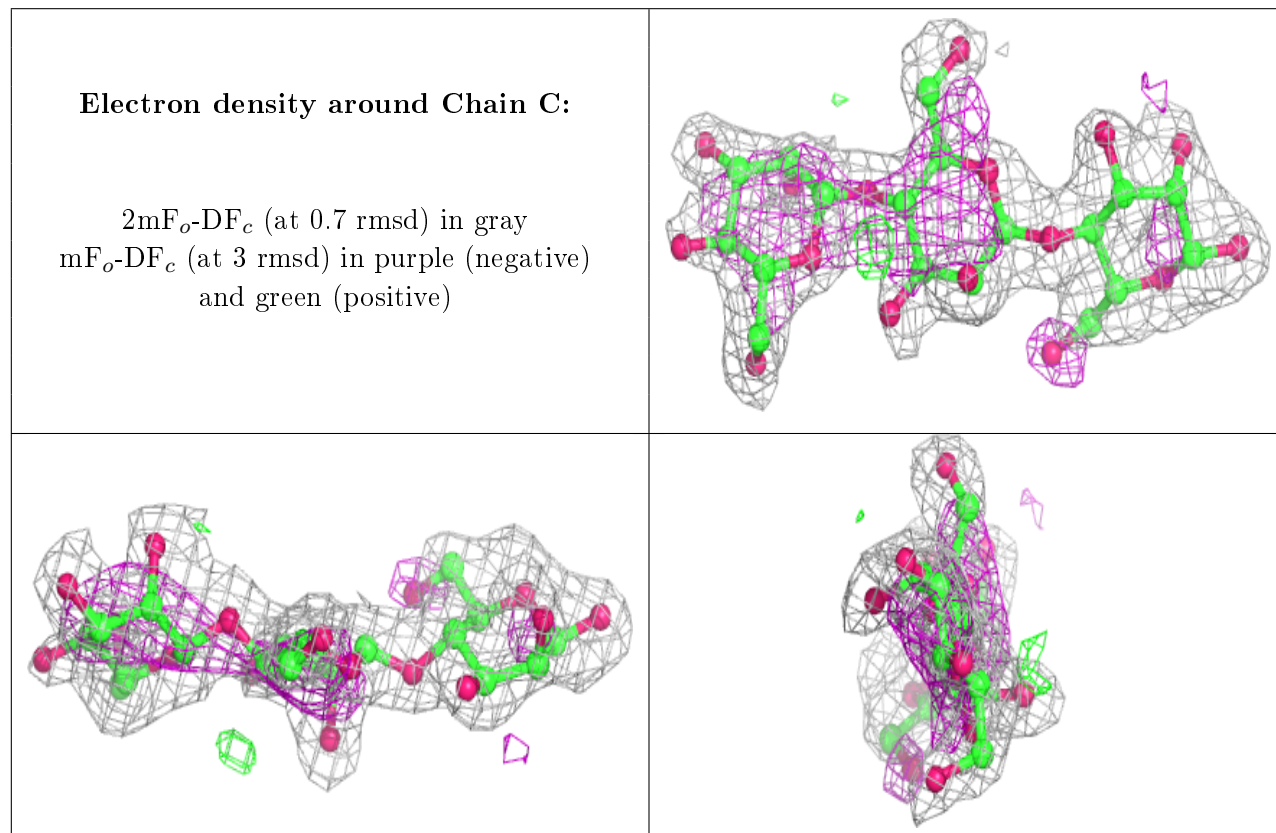 Electron density around Chain C:
2mFₒ-DF𝒸 (at 0.7 rmsd) in gray
mFₒ-DF𝒸 (at 3 rmsd) in purple (negative)
and green (positive)